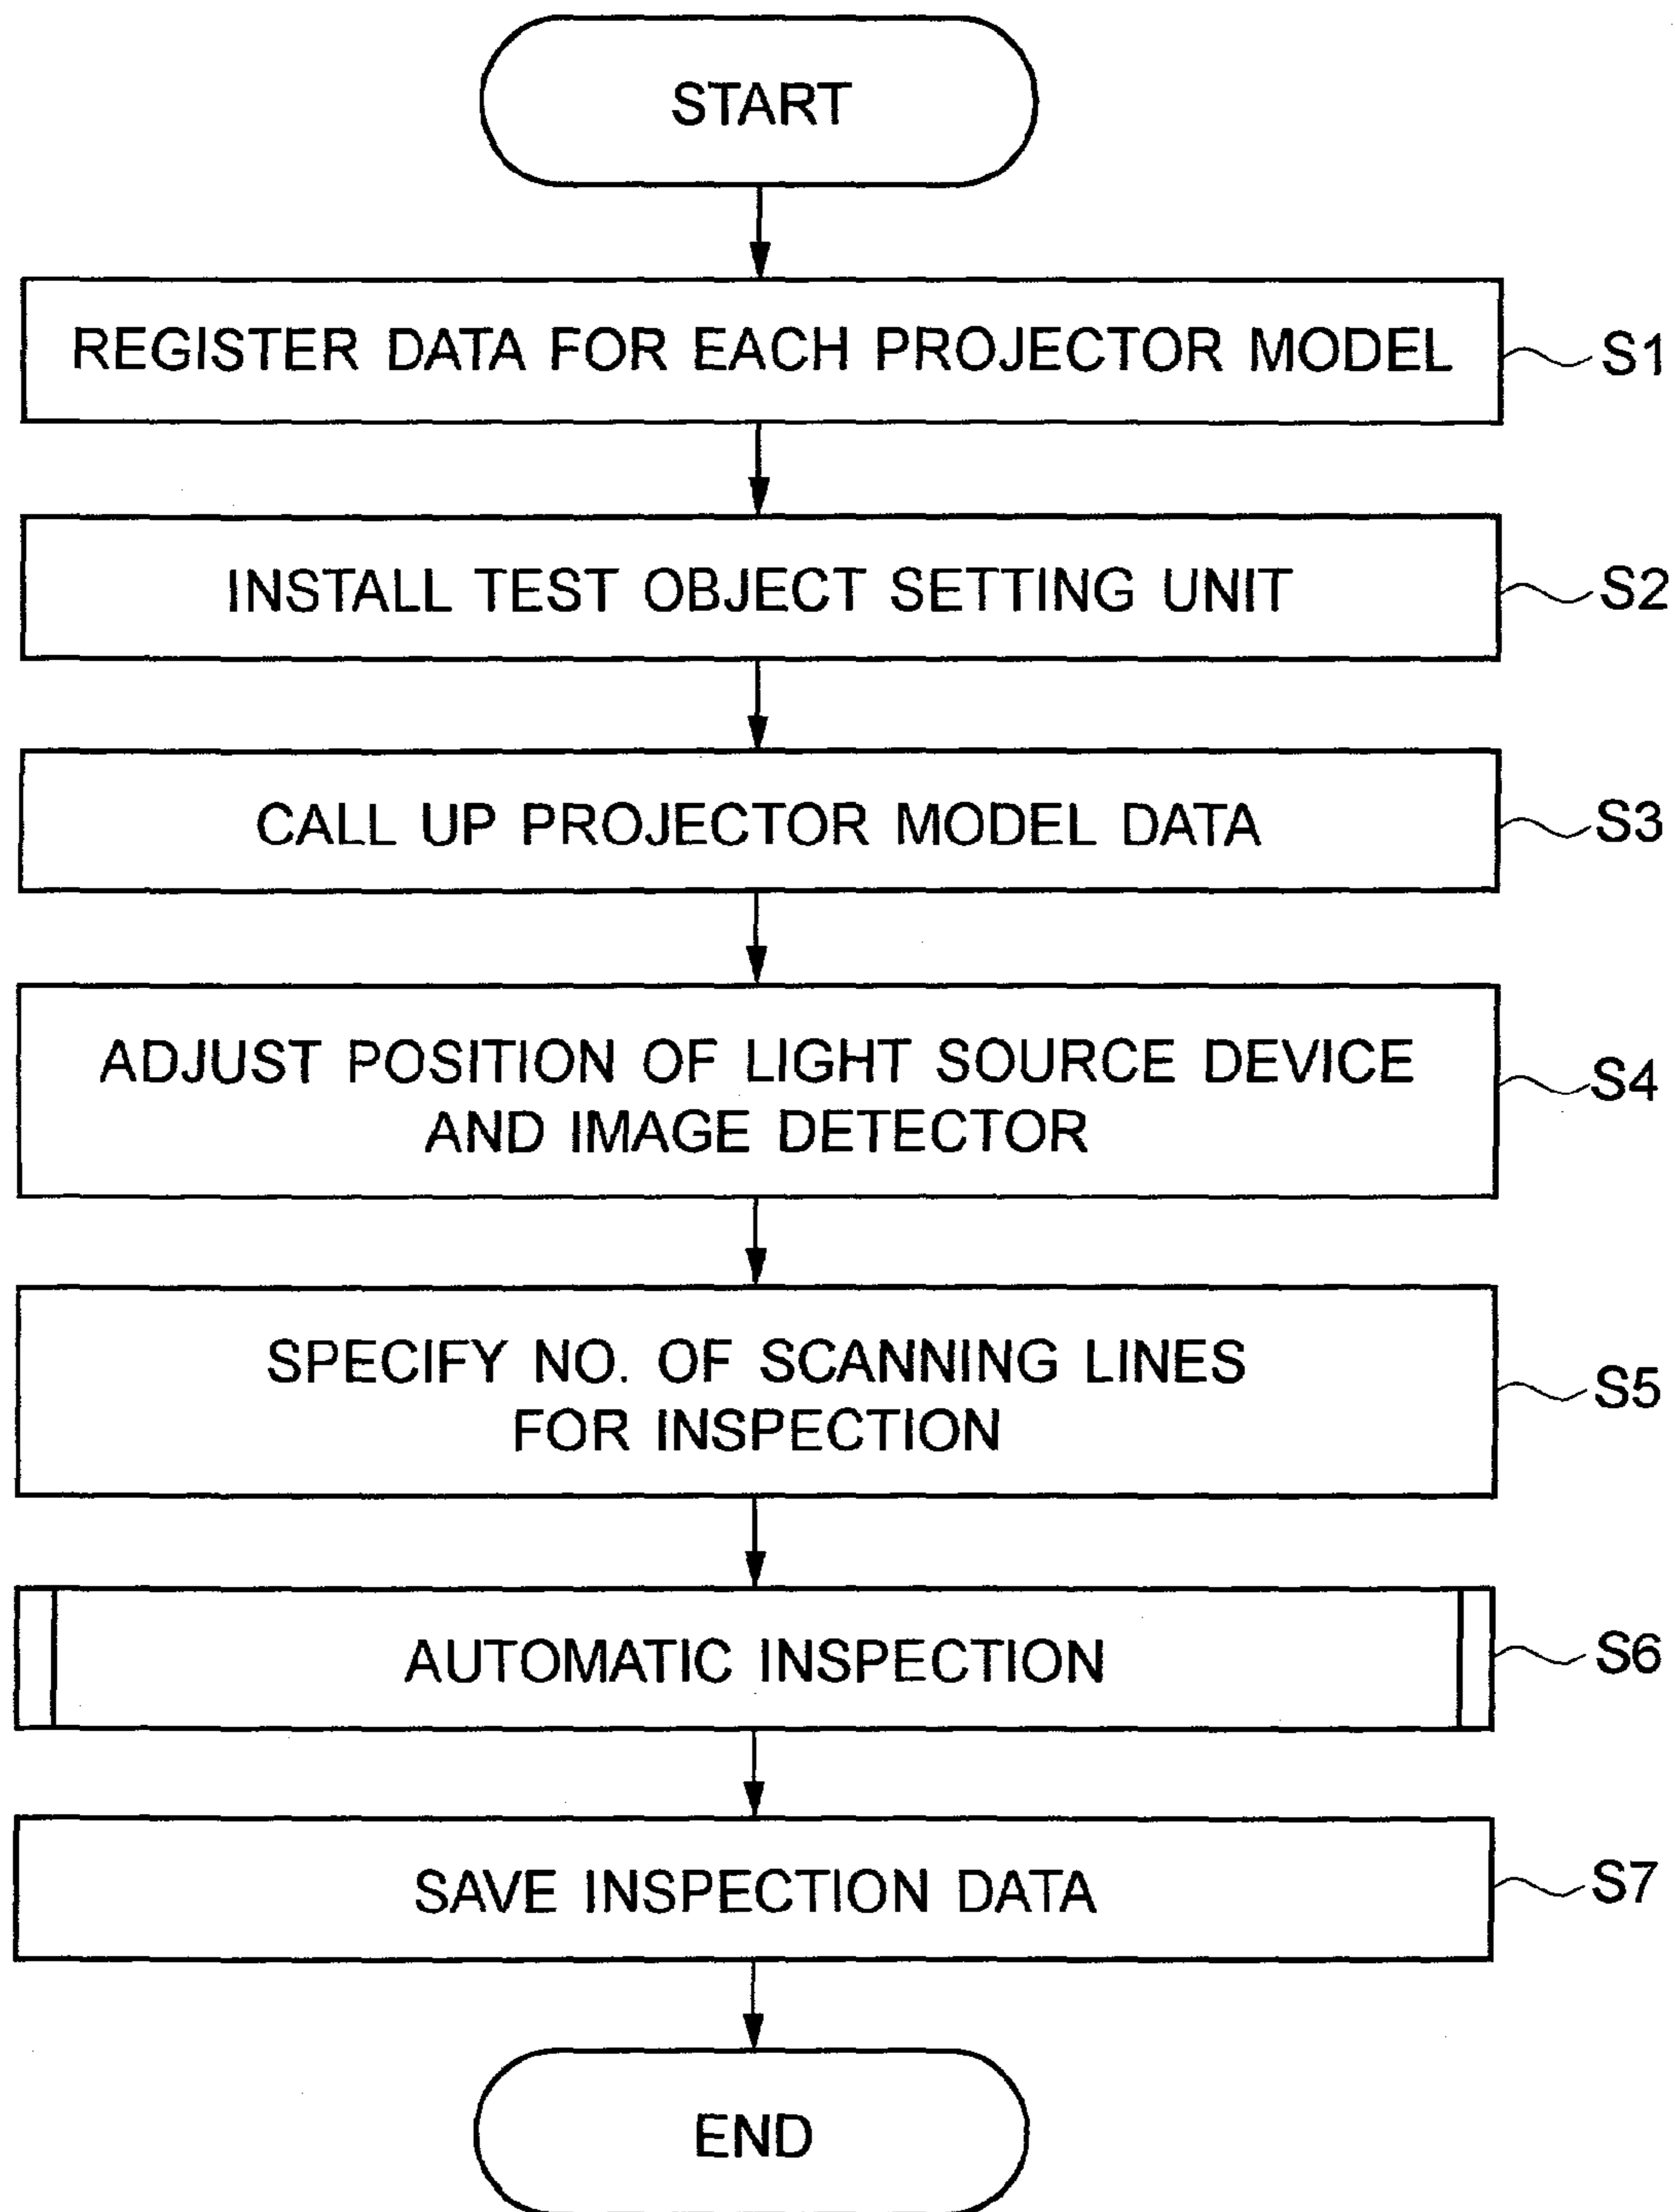 START
REGISTER DATA FOR EACH PROJECTOR MODEL
S1
INSTALL TEST OBJECT SETTING UNIT
S2
CALL UP PROJECTOR MODEL DATA
S3
ADJUST POSITION OF LIGHT SOURCE DEVICE
AND IMAGE DETECTOR
S4
SPECIFY NO. OF SCANNING LINES
FOR INSPECTION
S5
AUTOMATIC INSPECTION
S6
SAVE INSPECTION DATA
S7
END